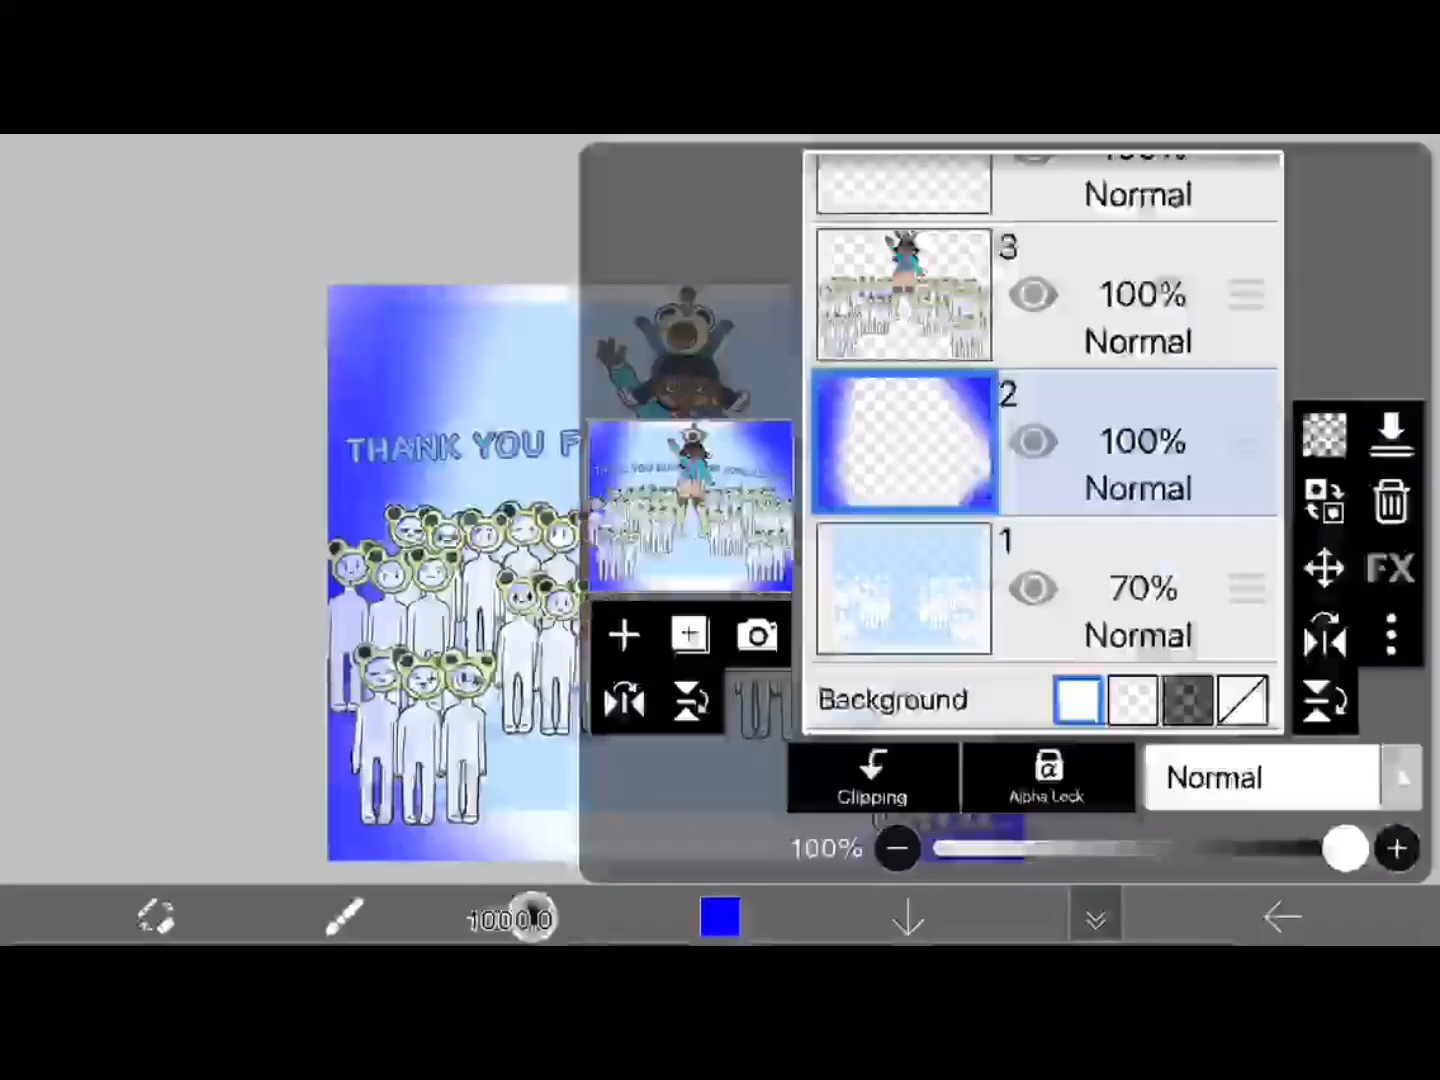 Normal
3
100%
Normal
2
100%
Normal
1
70%
Normal
Background
FX
THANK YOU F
Clipping
Alpha Lock
Normal
100%
1000.0